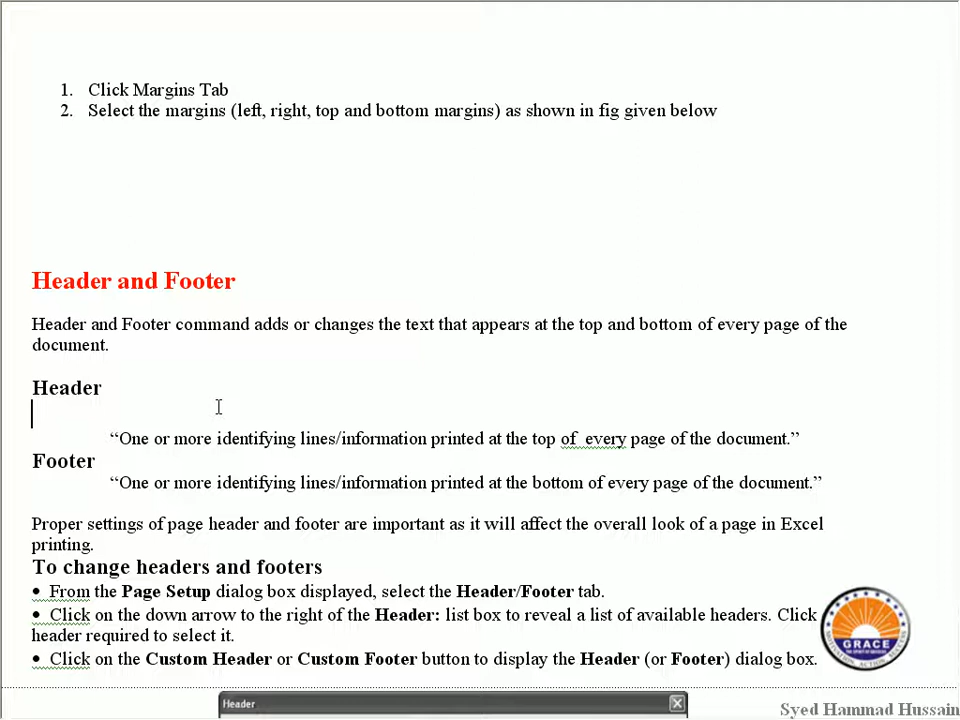 1. Click Margins Tab
2. Select the margins (left, right, top and bottom margins) as shown in fig given below
Header and Footer
Header and Footer command adds or changes the text that appears at the top and bottom of every page of the
document.
Header
“One or more identifying lines/information printed at the top of  every page of the document.”
Footer
“One or more identifying lines/information printed at the bottom of every page of the document.”
Proper settings of page header and footer are important as it will affect the overall look of a page in Excel
printing.
To change headers and footers
• From the Page Setup dialog box displayed, select the Header/Footer tab.
• Click on the down arrow to the right of the Header: list box to reveal a list of available headers. Click
header required to select it.
• Click on the Custom Header or Custom Footer button to display the Header (or Footer) dialog box.
GRACE
Header
Syed Hammad Hussain